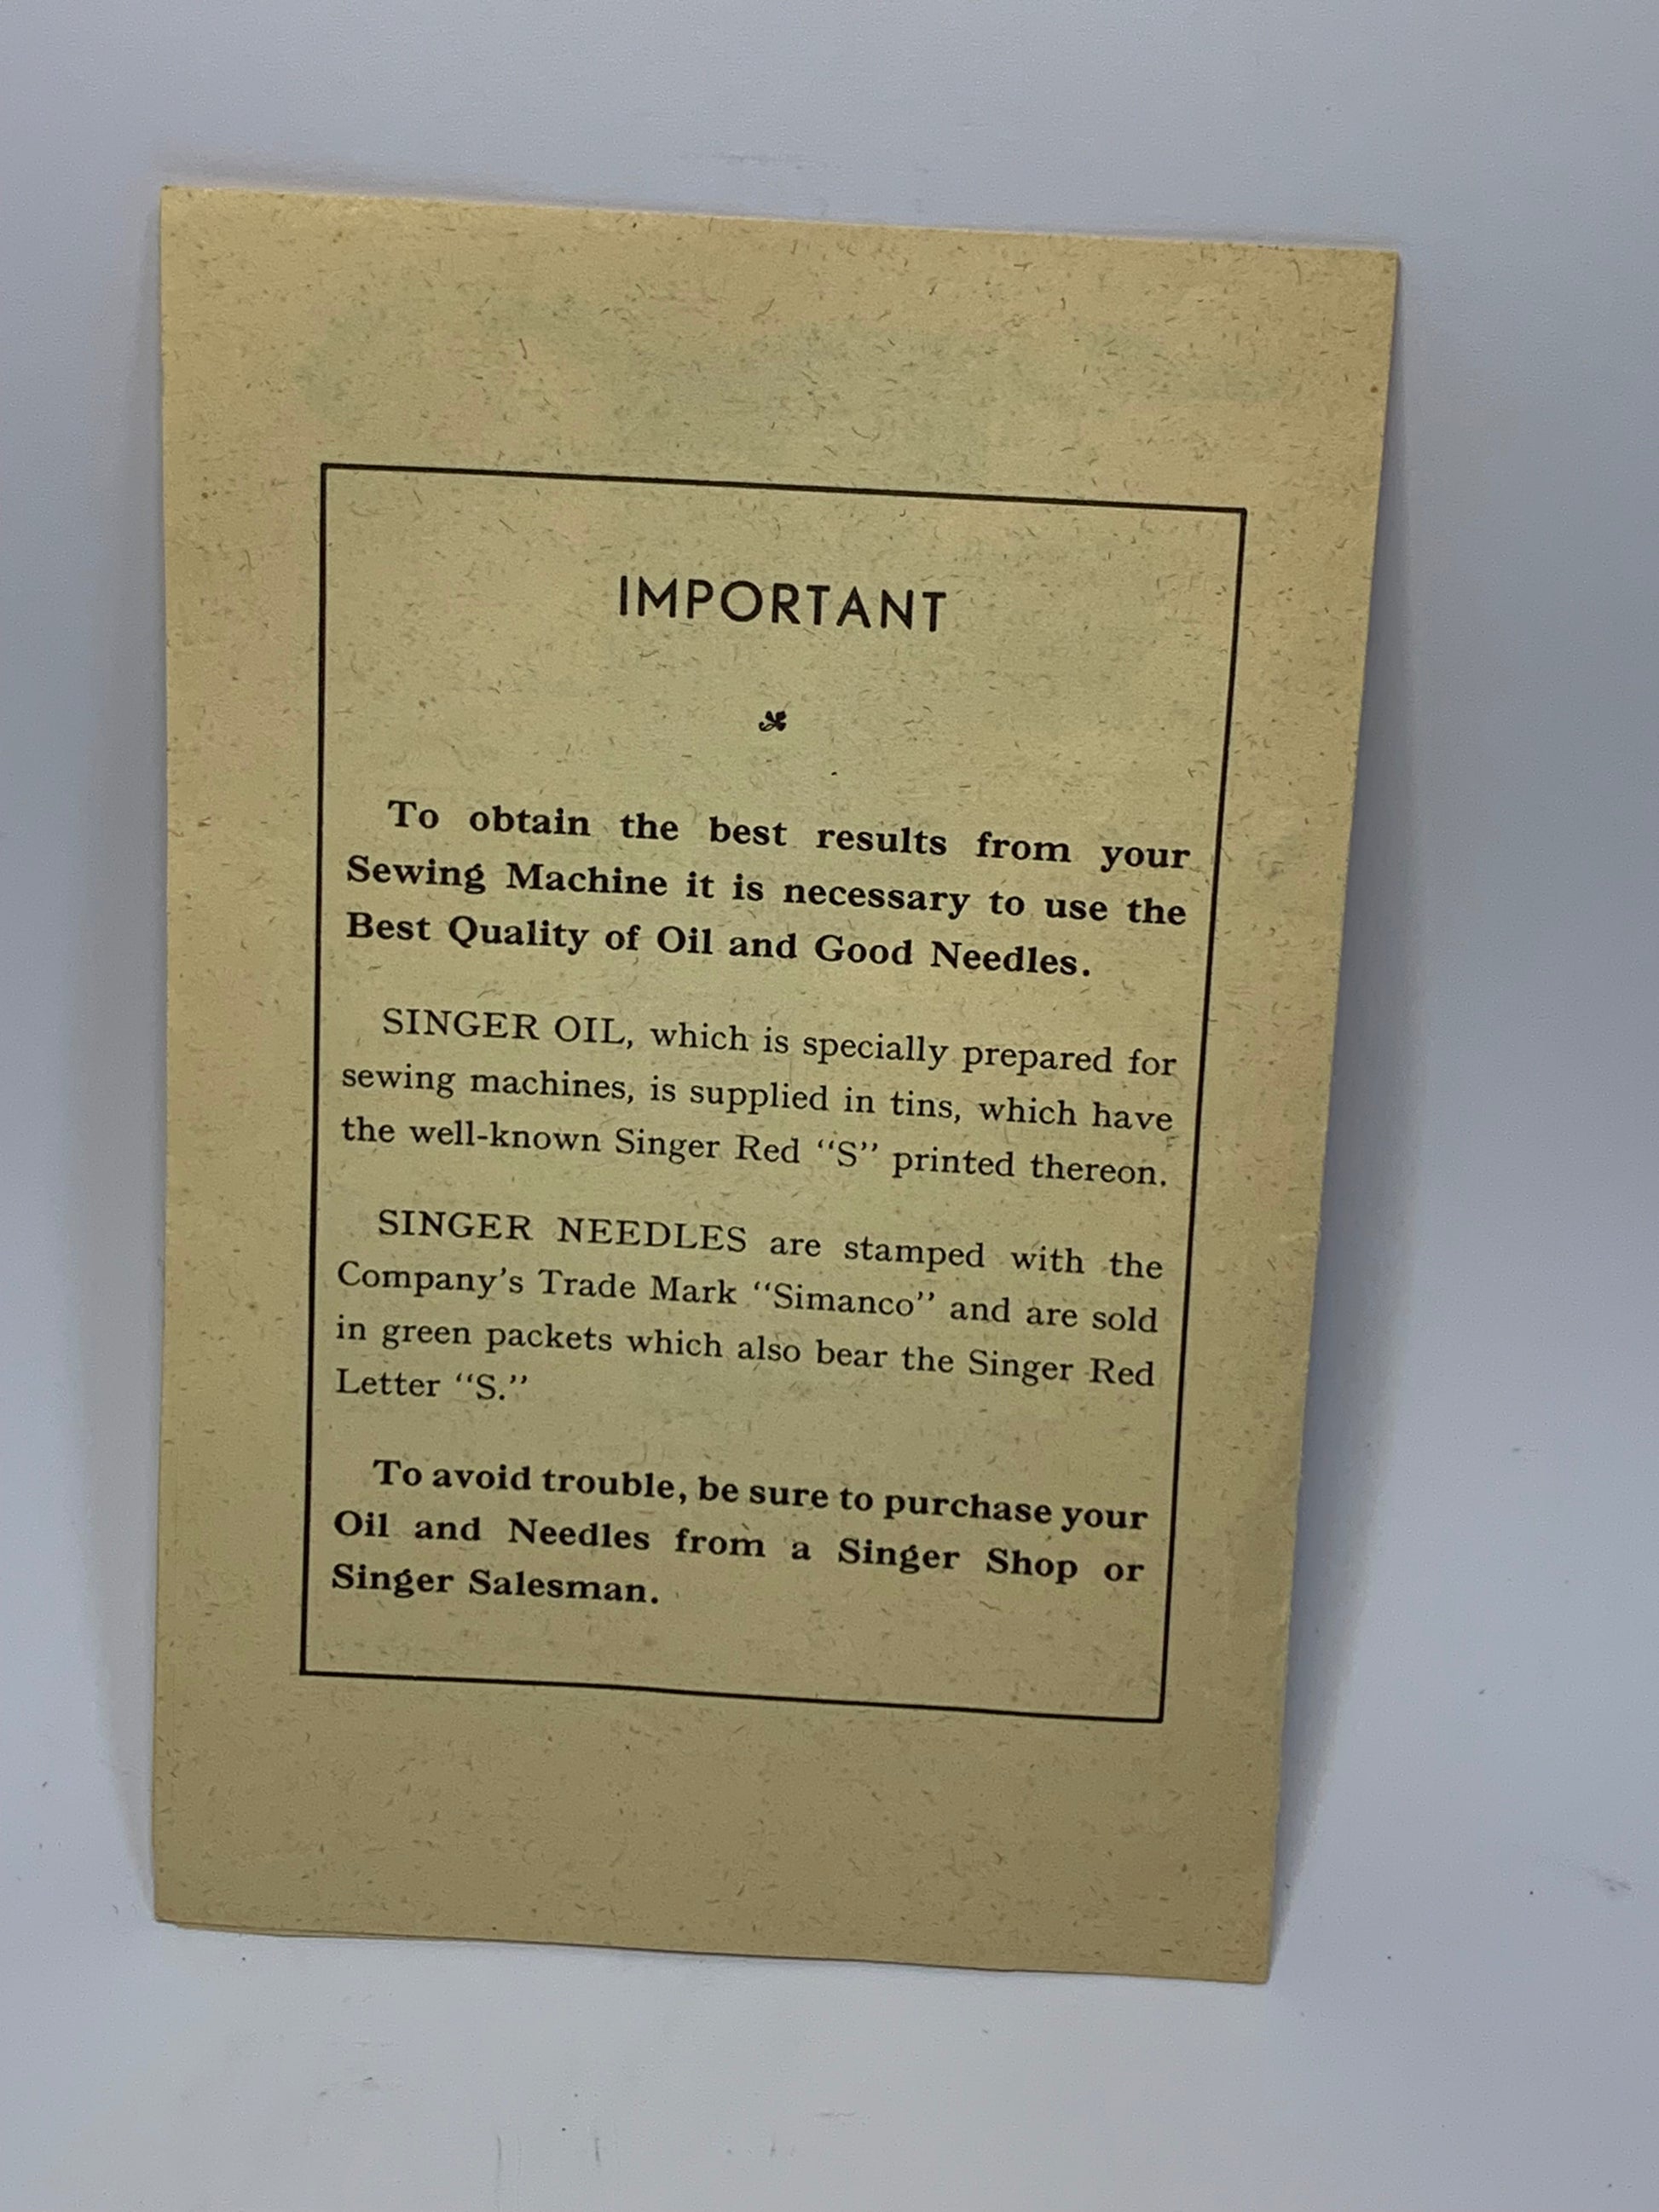 IMPORTANT
To obtain the best results from your
Sewing Machine it is necessary to use the
Best Quality of Oil and Good Needles.
SINGER OIL, which is specially prepared for
sewing machines, is supplied in tins, which have
the well-known Singer Red "S" printed thereon.
SINGER NEEDLES are stamped with the
Company's Trade Mark "Simanco" and are sold
in green packets which also bear the Singer Red
Letter "S."
To avoid trouble, be sure to purchase your
Oil and Needles from a Singer Shop or
Singer Salesman.